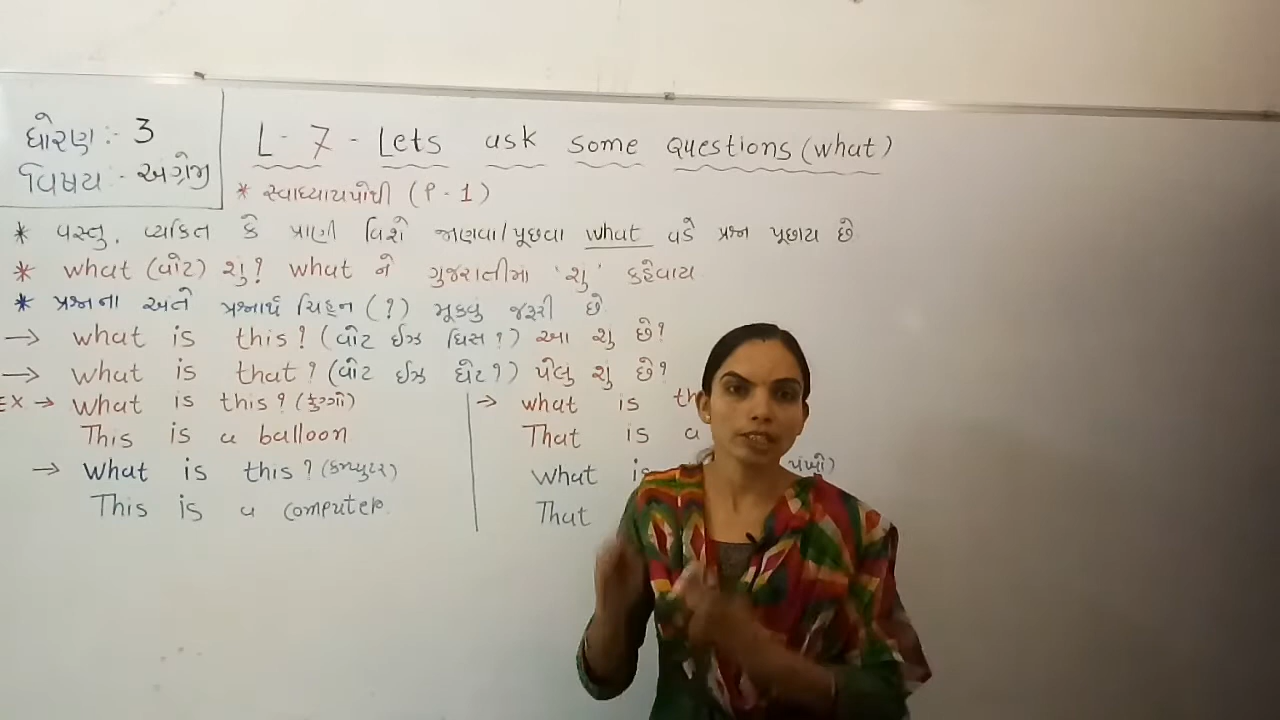 ધોરણ :- 3
વિષય :- અંગ્રેજી
L - 7 - Lets ask some Questions (what)
* સ્વાધ્યાયપોથી (P - 1)
* વસ્તુ, વ્યકિત કે પ્રાણી વિશે જાણવા/પૂછવા what વડે પ્રશ્ન પૂછાય છે
* what (વોટ) શું? what ને ગુજરાતીમાં 'શું' કહેવાય
* પ્રશ્નના અંતે પ્રશ્નાર્થ ચિહ્ન (?) મૂકવું જરૂરી છે
→ what is this? (વોટ ઈઝ ધિસ?) આ શુ છે?
→ what is that? (વોટ ઈઝ ધેટ?) પેલુ શું છે?
EX → what is this? (ફુગ્ગો)
This is a balloon
→ what is this? (કમ્પ્યુટર)
This is a computer.
→ what is th
That is a
what is પંખો)
That